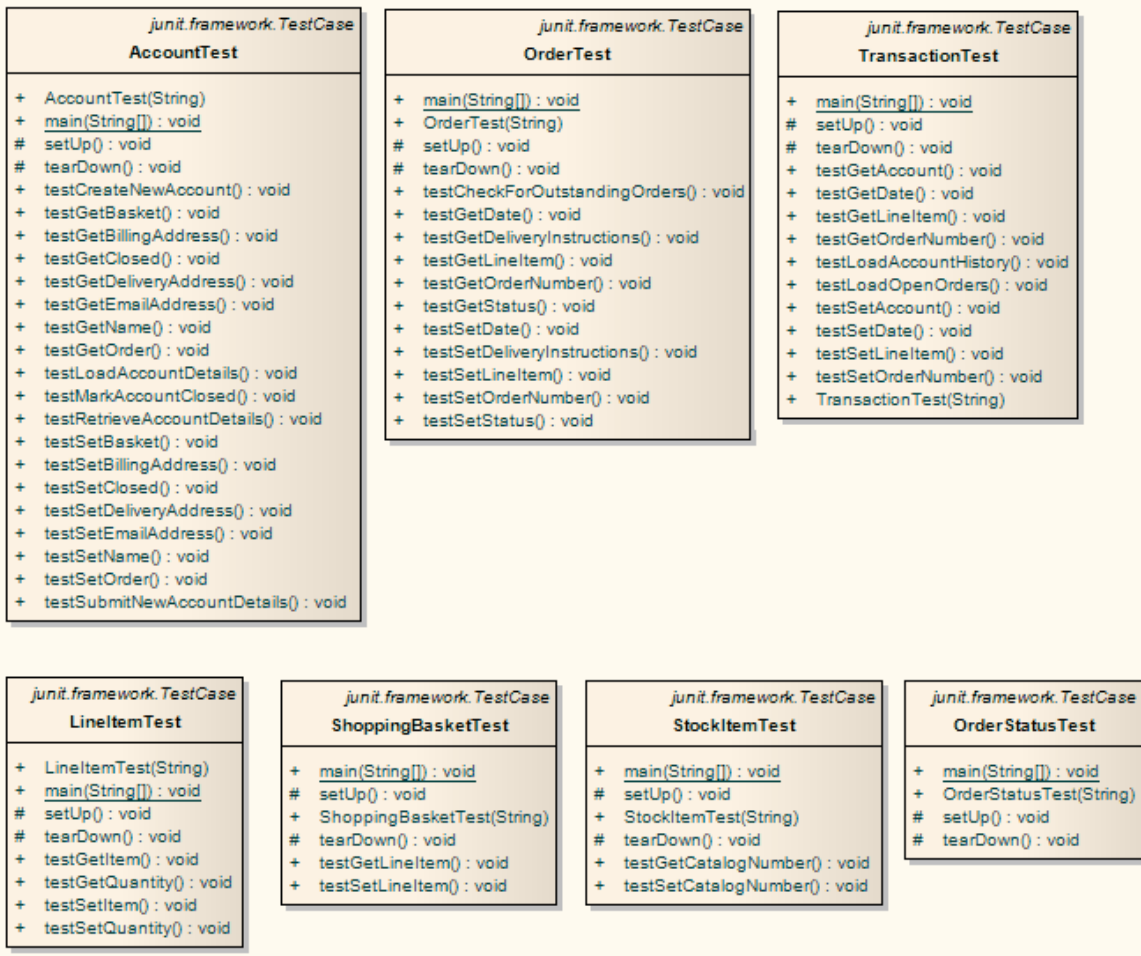 junit.framework.TestCase
AccountTest
+ AccountTest(String)
+ main(String[]) : void
# setUp() : void
# tearDown() : void
+ testCreateNewAccount() : void
+ testGetBasket() : void
+ testGetBillingAddress() : void
+ testGetClosed() : void
+ testGetDeliveryAddress() : void
+ testGetEmailAddress() : void
+ testGetName() : void
+ testGetOrder() : void
+ testLoadAccountDetails() : void
+ testMarkAccountClosed() : void
+ testRetrieveAccountDetails() : void
+ testSetBasket() : void
+ testSetBillingAddress() : void
+ testSetClosed() : void
+ testSetDeliveryAddress() : void
+ testSetEmailAddress() : void
+ testSetName() : void
+ testSetOrder() : void
+ testSubmitNewAccountDetails() : void
junit.framework.TestCase
OrderTest
+ main(String[]) : void
+ OrderTest(String)
# setUp() : void
# tearDown() : void
+ testCheckForOutstandingOrders() : void
+ testGetDate() : void
+ testGetDeliveryInstructions() : void
+ testGetLineItem() : void
+ testGetOrderNumber() : void
+ testGetStatus() : void
+ testSetDate() : void
+ testSetDeliveryInstructions() : void
+ testSetLineItem() : void
+ testSetOrderNumber() : void
+ testSetStatus() : void
junit.framework.TestCase
TransactionTest
+ main(String[]) : void
# setUp() : void
# tearDown() : void
+ testGetAccount() : void
+ testGetDate() : void
+ testGetLineItem() : void
+ testGetOrderNumber() : void
+ testLoadAccountHistory() : void
+ testLoadOpenOrders() : void
+ testSetAccount() : void
+ testSetDate() : void
+ testSetLineItem() : void
+ testSetOrderNumber() : void
+ TransactionTest(String)
junit.framework.TestCase
LineItemTest
+ LineItemTest(String)
+ main(String[]) : void
# setUp() : void
# tearDown() : void
+ testGetItem() : void
+ testGetQuantity() : void
+ testSetItem() : void
+ testSetQuantity() : void
junit.framework.TestCase
ShoppingBasketTest
+ main(String[]) : void
# setUp() : void
+ ShoppingBasketTest(String)
# tearDown() : void
+ testGetLineItem() : void
+ testSetLineItem() : void
junit.framework.TestCase
StockItemTest
+ main(String[]) : void
# setUp() : void
+ StockItemTest(String)
# tearDown() : void
+ testGetCatalogNumber() : void
+ testSetCatalogNumber() : void
junit.framework.TestCase
OrderStatusTest
+ main(String[]) : void
+ OrderStatusTest(String)
# setUp() : void
# tearDown() : void